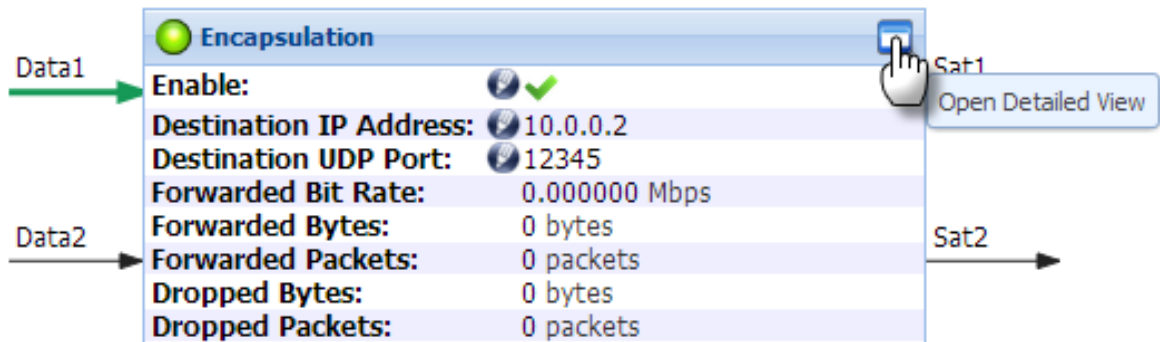 Encapsulation
Data1
Sat1
Enable:
Open Detailed View
Destination IP Address: 10.0.0.2
Destination UDP Port: 12345
Forwarded Bit Rate: 0.000000 Mbps
Forwarded Bytes: 0 bytes
Data2
Sat2
Forwarded Packets: 0 packets
Dropped Bytes: 0 bytes
Dropped Packets: 0 packets